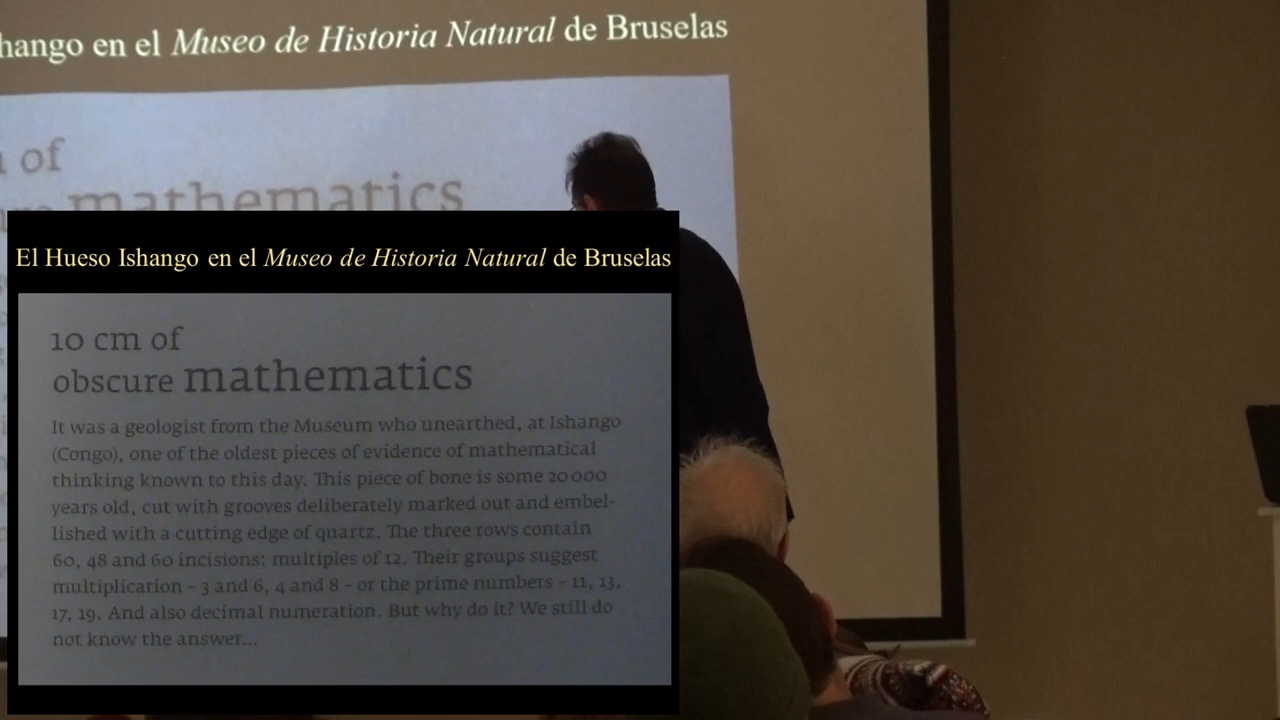 hango en el Museo de Historia Natural de Bruselas
of
mathematics
El Hueso Ishango en el Museo de Historia Natural de Bruselas
10 cm of
obscure mathematics
It was a geologist from the Museum who unearthed, at Ishango
(Congo), one of the oldest pieces of evidence of mathematical
thinking known to this day. This piece of bone is some 20 000
years old, cut with grooves deliberately marked out and embel-
lished with a cutting edge of quartz. The three rows contain
60, 48 and 60 incisions: multiples of 12. Their groups suggest
multiplication – 3 and 6, 4 and 8 – or the prime numbers – 11, 13,
17, 19. And also decimal numeration. But why do it? We still do
not know the answer...